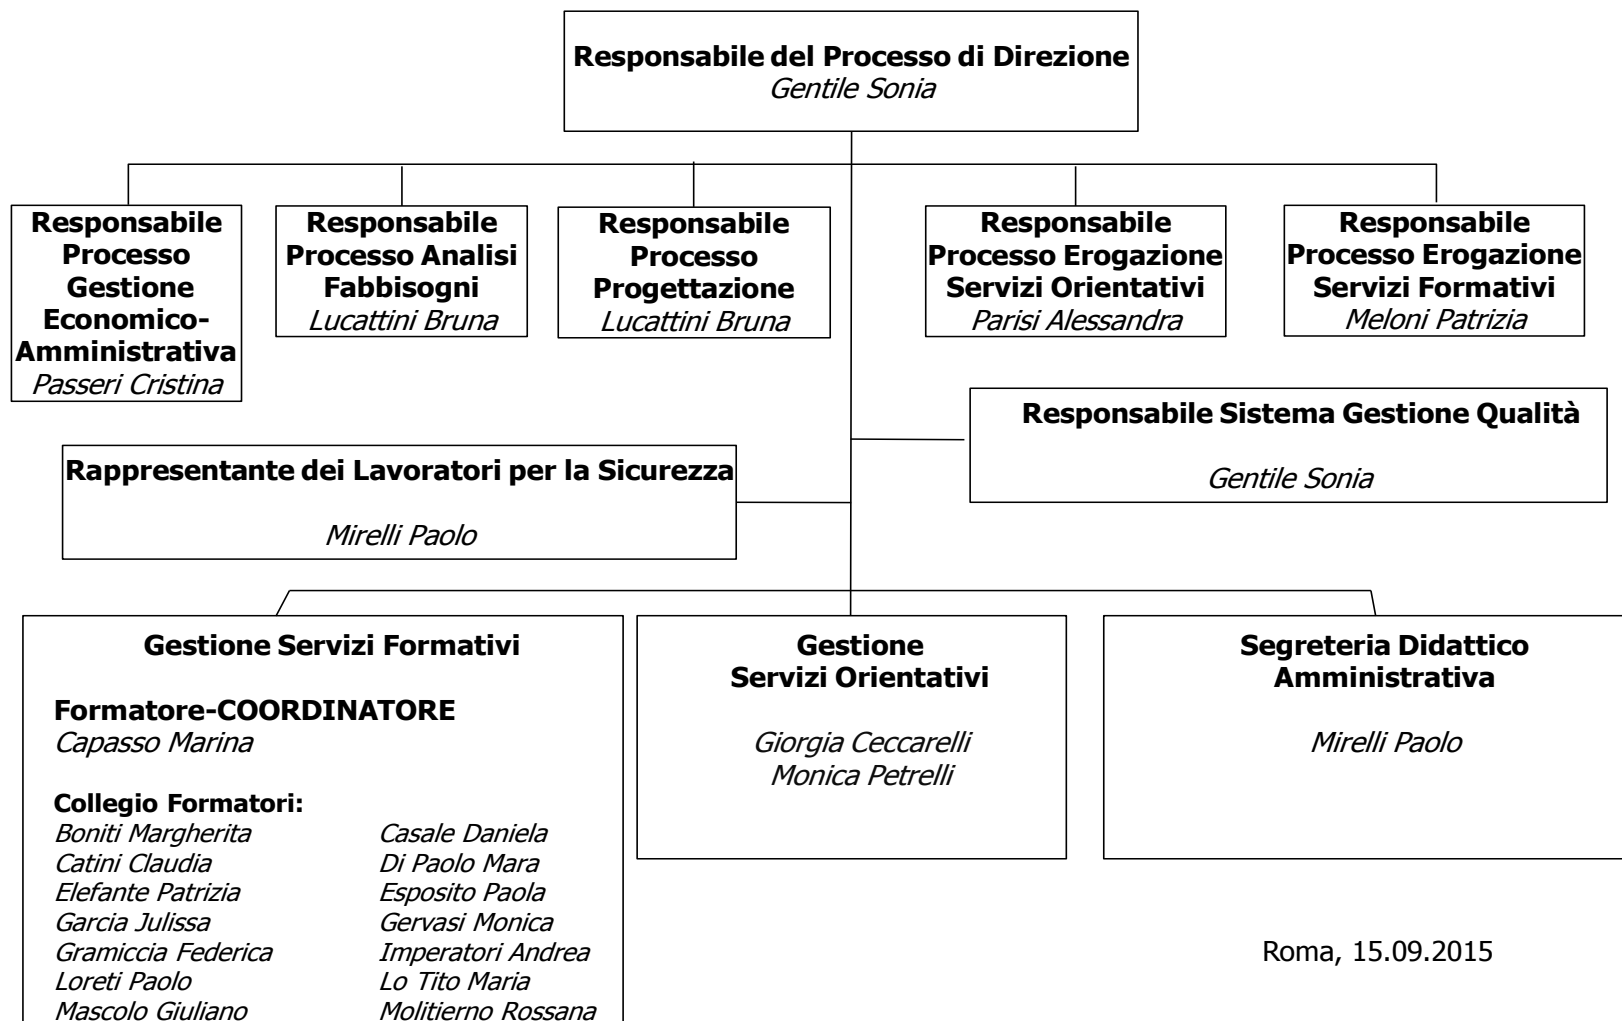 Responsabile del Processo di Direzione
Gentile Sonia
Responsabile
Processo
Gestione
Economico-
Amministrativa
Passeri Cristina
Responsabile
Processo Analisi
Fabbisogni
Lucattini Bruna
Responsabile
Processo
Progettazione
Lucattini Bruna
Responsabile
Processo Erogazione
Servizi Orientativi
Parisi Alessandra
Responsabile
Processo Erogazione
Servizi Formativi
Meloni Patrizia
Responsabile Sistema Gestione Qualità
Gentile Sonia
Rappresentante dei Lavoratori per la Sicurezza
Mirelli Paolo
Gestione Servizi Formativi
Formatore-COORDINATORE
Capasso Marina
Collegio Formatori:
Boniti Margherita Casale Daniela
Catini Claudia Di Paolo Mara
Elefante Patrizia Esposito Paola
Garcia Julissa Gervasi Monica
Gramiccia Federica Imperatori Andrea
Loreti Paolo Lo Tito Maria
Mascolo Giuliano Molitierno Rossana
Gestione
Servizi Orientativi
Giorgia Ceccarelli
Monica Petrelli
Segreteria Didattico
Amministrativa
Mirelli Paolo
Roma, 15.09.2015